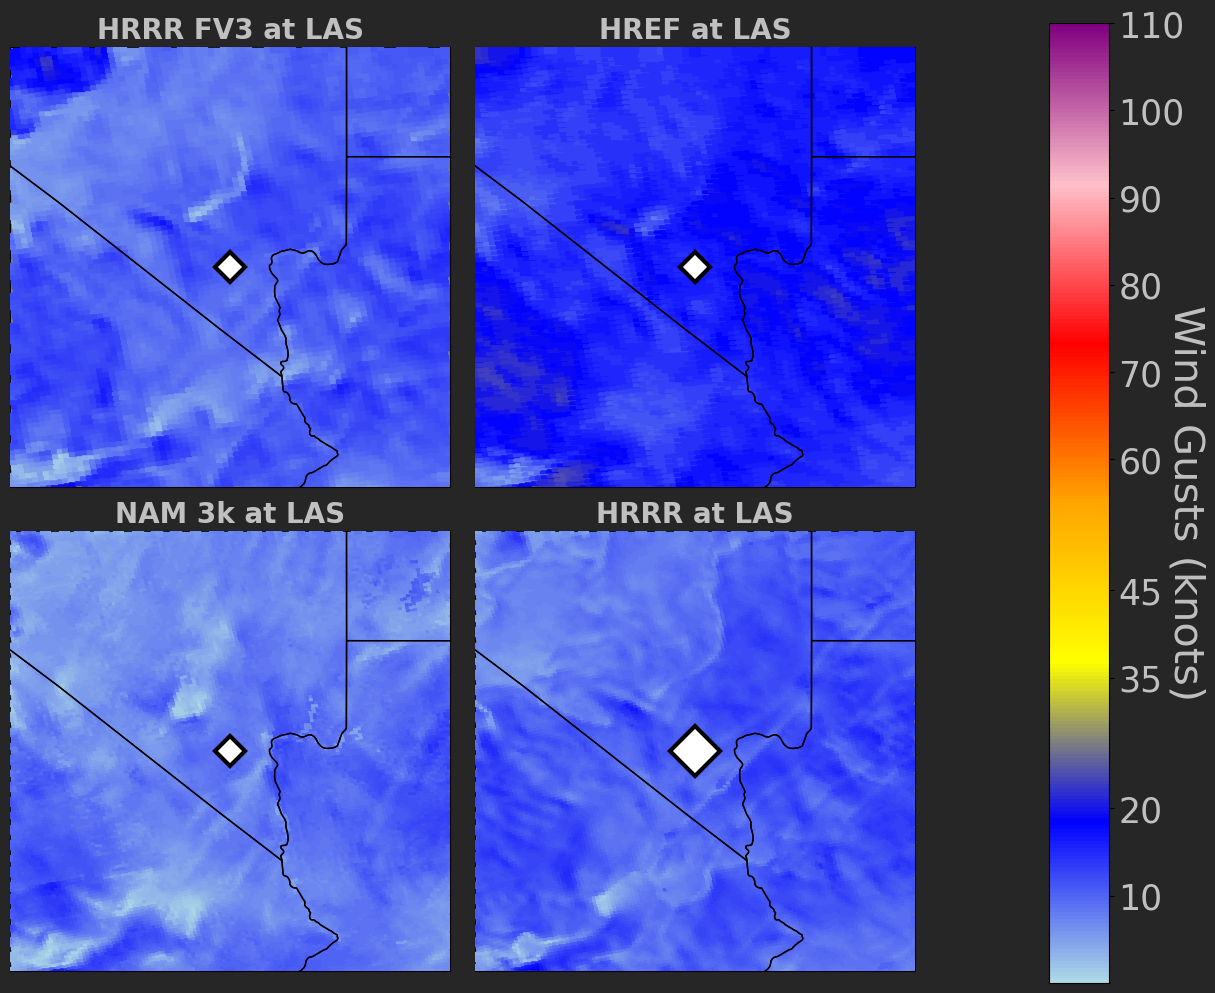 HRRR FV3 at LAS
HREF at LAS
NAM 3k at LAS
HRRR at LAS
110
100
90
80
70
60
45
35
20
10
Wind Gusts (knots)